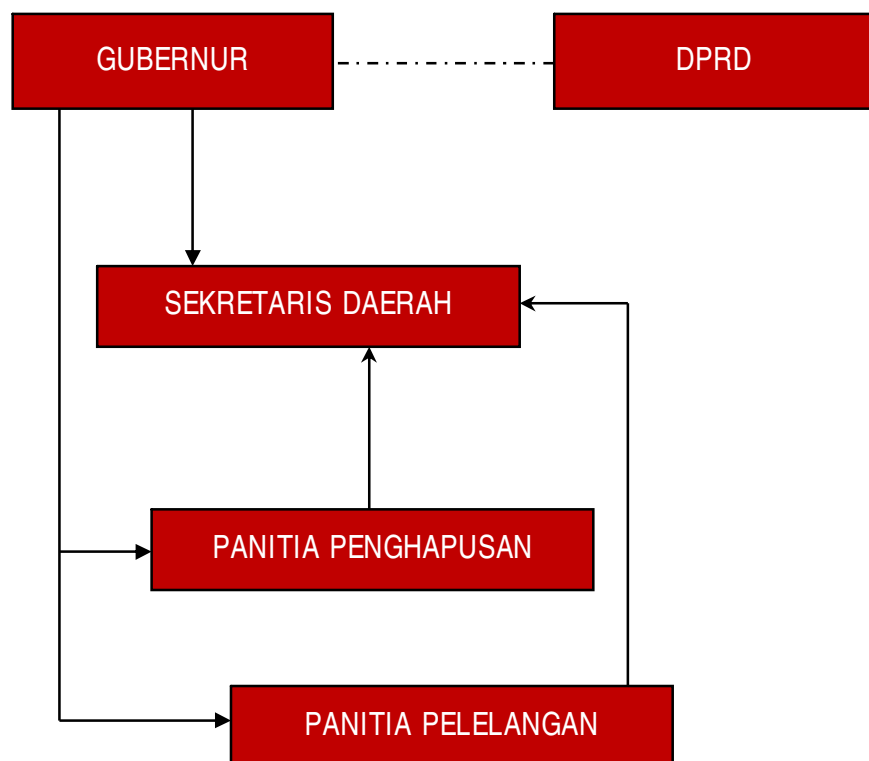 GUBERNUR
DPRD
SEKRETARIS DAERAH
PANITIA PENGHAPUSAN
PANITIA PELELANGAN